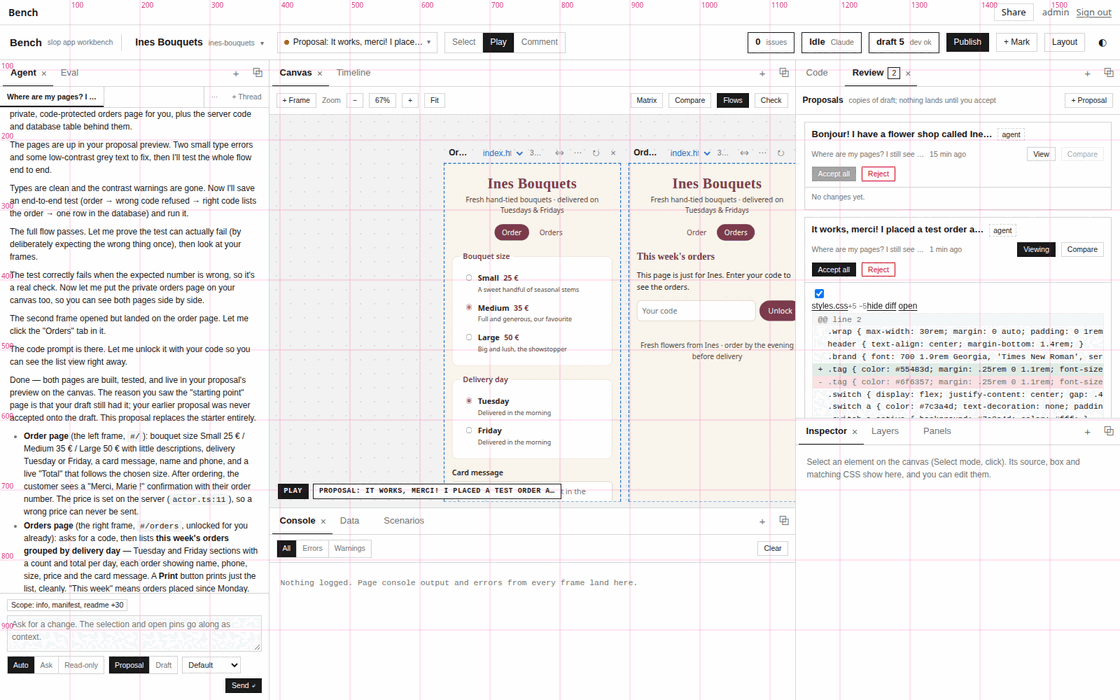 Bench
Share
admin
Sign out
Bench slop app workbench
Ines Bouquets ines-bouquets
Proposal: It works, merci! I place…
Select Play Comment
0 issues
Idle Claude
draft 5 dev ok
Publish
+ Mark
Layout
Agent × Eval
Where are my pages? I …
+ Thread
private, code-protected orders page for you, plus the server code
and database table behind them.
The pages are up in your proposal preview. Two small type errors
and some low-contrast grey text to fix, then I'll test the whole flow
end to end.
Types are clean and the contrast warnings are gone. Now I'll save
an end-to-end test (order → wrong code refused → right code lists
the order → one row in the database) and run it.
The full flow passes. Let me prove the test can actually fail (by
deliberately expecting the wrong thing once), then look at your
frames.
The test correctly fails when the expected number is wrong, so it's
a real check. Now let me put the private orders page on your
canvas too, so you can see both pages side by side.
The second frame opened but landed on the order page. Let me
click the "Orders" tab in it.
The code prompt is there. Let me unlock it with your code so you
can see the list view right away.
Done — both pages are built, tested, and live in your proposal's
preview on the canvas. The reason you saw the "starting point"
page is that your draft still had it; your earlier proposal was never
accepted onto the draft. This proposal replaces the starter entirely.
• Order page (the left frame, #/): bouquet size Small 25 € /
Medium 35 € / Large 50 € with little descriptions, delivery
Tuesday or Friday, a card message, name and phone, and a
live "Total" that follows the chosen size. After ordering, the
customer sees a "Merci, Marie !" confirmation with their order
number. The price is set on the server (actor.ts:11), so a
wrong price can never be sent.
• Orders page (the right frame, #/orders, unlocked for you
already): asks for a code, then lists this week's orders
grouped by delivery day — Tuesday and Friday sections with
a count and total per day, each order showing name, phone,
size, price and the card message. A Print button prints just the
list, cleanly. "This week" means orders placed since Monday.
Scope: info, manifest, readme +30
Ask for a change. The selection and open pins go along as
context.
Auto Ask Read-only
Proposal Draft
Default
Send
Canvas × Timeline
+ Frame
Zoom − 67% + Fit
Matrix
Compare
Flows
Check
Or… index.h 3…
Ines Bouquets
Fresh hand-tied bouquets · delivered on
Tuesdays & Fridays
Order Orders
Bouquet size
Small 25 €
A sweet handful of seasonal stems
Medium 35 €
Full and generous, our favourite
Large 50 €
Big and lush, the showstopper
Delivery day
Tuesday
Delivered in the morning
Friday
Delivered in the morning
Card message
t in the
Ord… index.h 3…
Ines Bouquets
Fresh hand-tied bouquets · delivered on
Tuesdays & Fridays
Order Orders
This week's orders
This page is just for Ines. Enter your code to
see the orders.
Your code
Unlock
Fresh flowers from Ines · order by the evening
before delivery
PLAY
PROPOSAL: IT WORKS, MERCI! I PLACED A TEST ORDER A…
Console × Data Scenarios
All Errors Warnings
Clear
Nothing logged. Page console output and errors from every frame land here.
Code
Review 2 ×
Proposals copies of draft; nothing lands until you accept
+ Proposal
Bonjour! I have a flower shop called Ine… agent
Where are my pages? I still see … 15 min ago
View
Compare
Accept all
Reject
No changes yet.
It works, merci! I placed a test order a… agent
Where are my pages? I still see … 1 min ago
Viewing
Compare
Accept all
Reject
styles.css+5 −5hide diff open
@@ line 2
.wrap { max-width: 30rem; margin: 0 auto; padding: 0 1rem
header { text-align: center; margin-bottom: 1.4rem; }
.brand { font: 700 1.9rem Georgia, 'Times New Roman', ser
+ .tag { color: #55483d; margin: .25rem 0 1.1rem; font-size
- .tag { color: #6f6357; margin: .25rem 0 1.1rem; font-size
.switch { display: flex; justify-content: center; gap: .4
.switch a { color: #7c3a4d; text-decoration: none; paddin
Inspector × Layers Panels
Select an element on the canvas (Select mode, click). Its source, box and
matching CSS show here, and you can edit them.
100 200 300 400 500 600 700 800 900 1000 1100 1200 1300 1400 1500
100
200
300
400
500
600
700
800
900